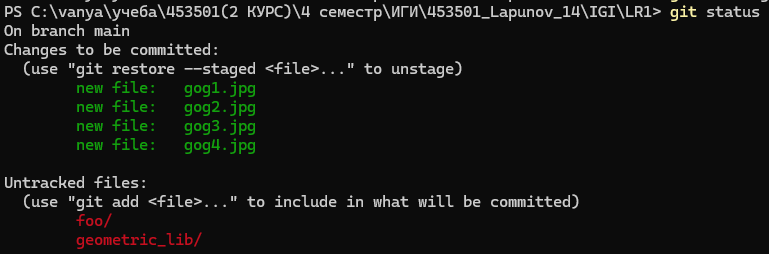 PS C:\vanya\учеба\453501(2 КУРС)\4 семестр\ИГИ\453501_Lapunov_14\IGI\LR1> git status
On branch main
Changes to be committed:
  (use "git restore --staged <file>..." to unstage)
        new file:   gog1.jpg
        new file:   gog2.jpg
        new file:   gog3.jpg
        new file:   gog4.jpg

Untracked files:
  (use "git add <file>..." to include in what will be committed)
        foo/
        geometric_lib/